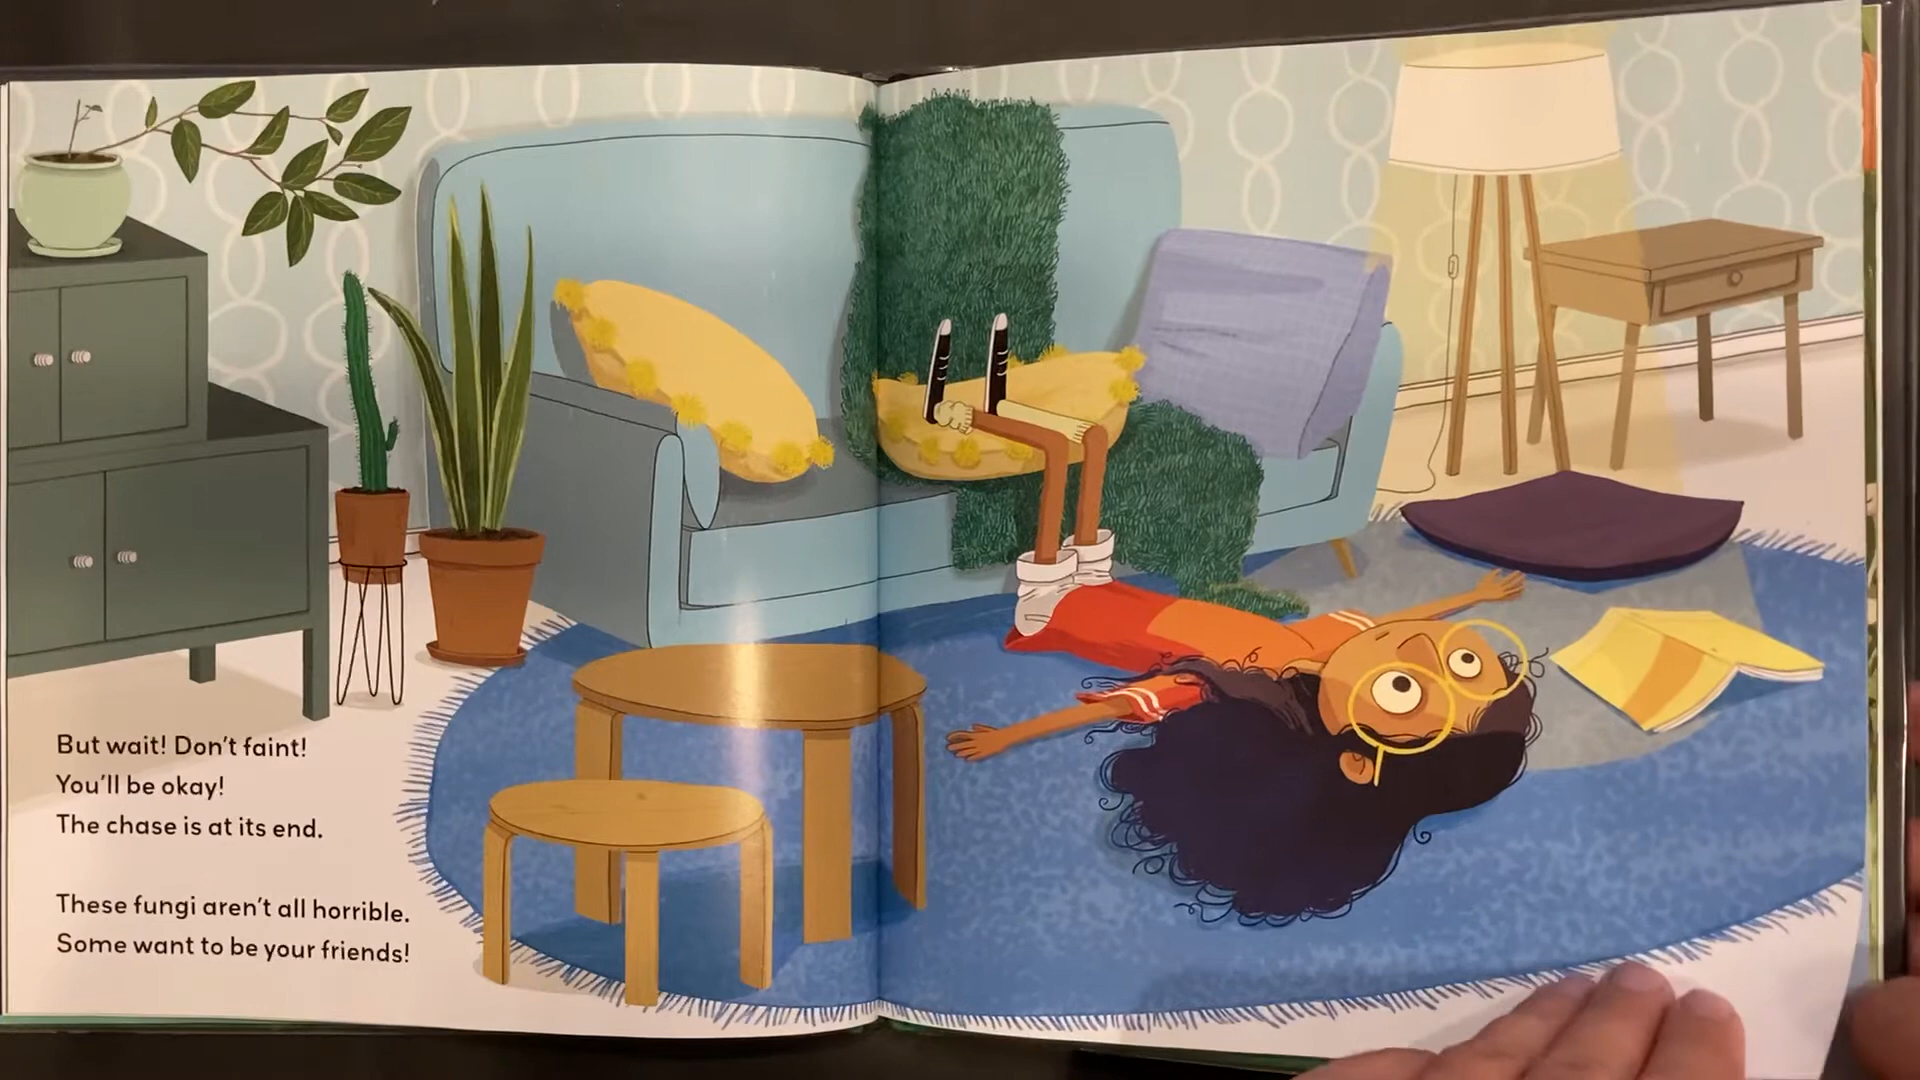 But wait! Don't faint!
You'll be okay!
The chase is at its end.
These fungi aren't all horrible.
Some want to be your friends!